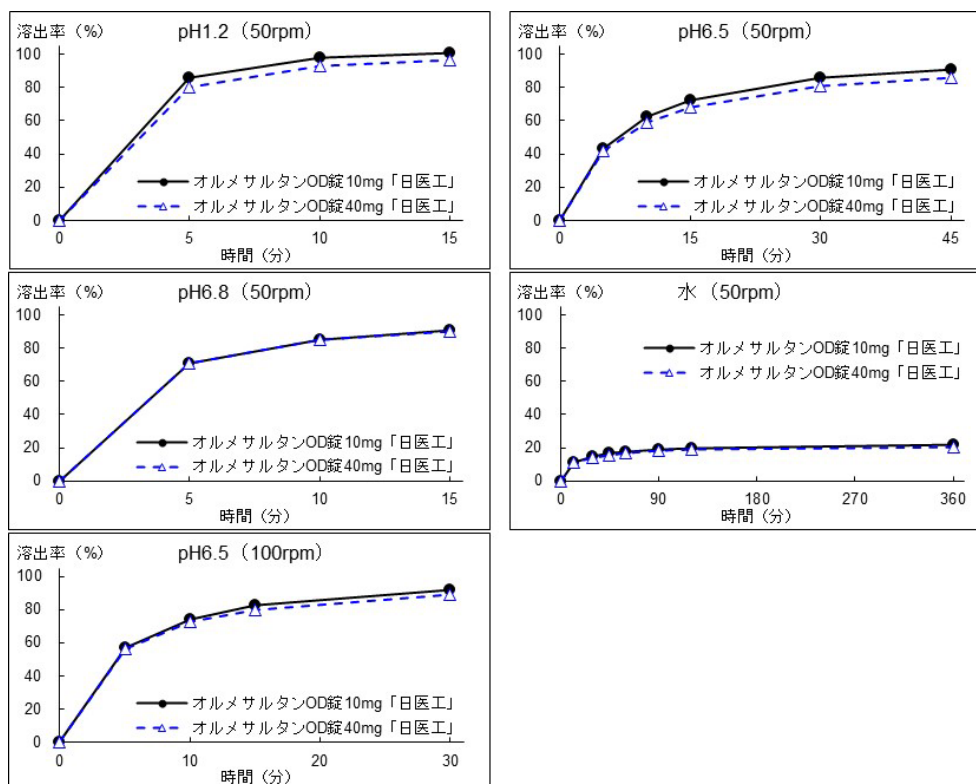 溶出率（%） pH1.2（50rpm）
100
80
60
40
20
0
オルメサルタンOD錠10mg「日医工」
オルメサルタンOD錠40mg「日医工」
0 5 10 15
時間（分）
溶出率（%） pH6.5（50rpm）
100
80
60
40
20
0
オルメサルタンOD錠10mg「日医工」
オルメサルタンOD錠40mg「日医工」
0 15 30 45
時間（分）
溶出率（%） pH6.8（50rpm）
100
80
60
40
20
0
オルメサルタンOD錠10mg「日医工」
オルメサルタンOD錠40mg「日医工」
0 5 10 15
時間（分）
溶出率（%） 水（50rpm）
100
80
60
40
20
0
オルメサルタンOD錠10mg「日医工」
オルメサルタンOD錠40mg「日医工」
0 90 180 270 360
時間（分）
溶出率（%） pH6.5（100rpm）
100
80
60
40
20
0
オルメサルタンOD錠10mg「日医工」
オルメサルタンOD錠40mg「日医工」
0 10 20 30
時間（分）